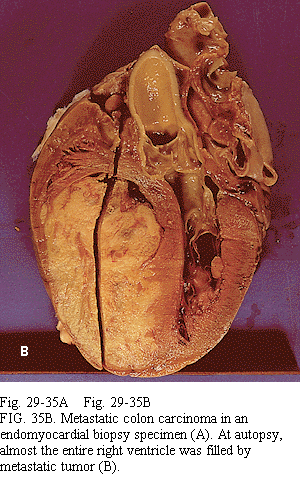 B
Fig. 29-35A Fig. 29-35B
FIG. 35B. Metastatic colon carcinoma in an
endomyocardial biopsy specimen (A). At autopsy,
almost the entire right ventricle was filled by
metastatic tumor (B).